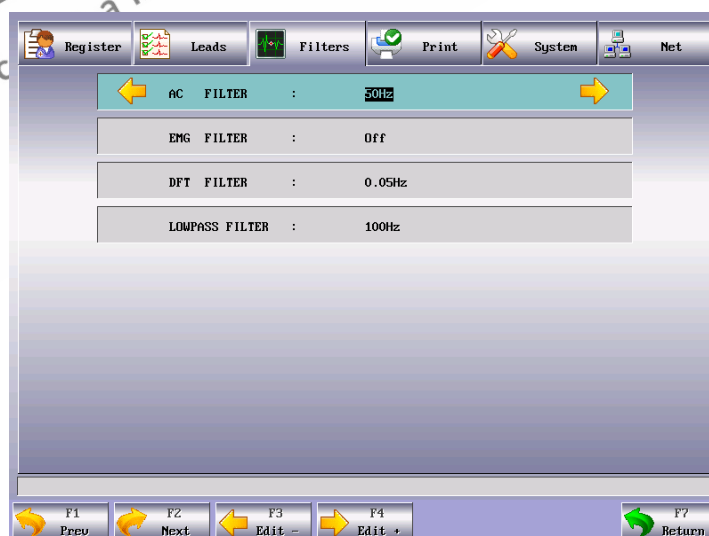 Register Leads Filters Print System Net
AC FILTER : 50Hz
EMG FILTER : Off
DFT FILTER : 0.05Hz
LOWPASS FILTER : 100Hz
F1 F2 F3 F4 F7
Prev Next Edit - Edit + Return